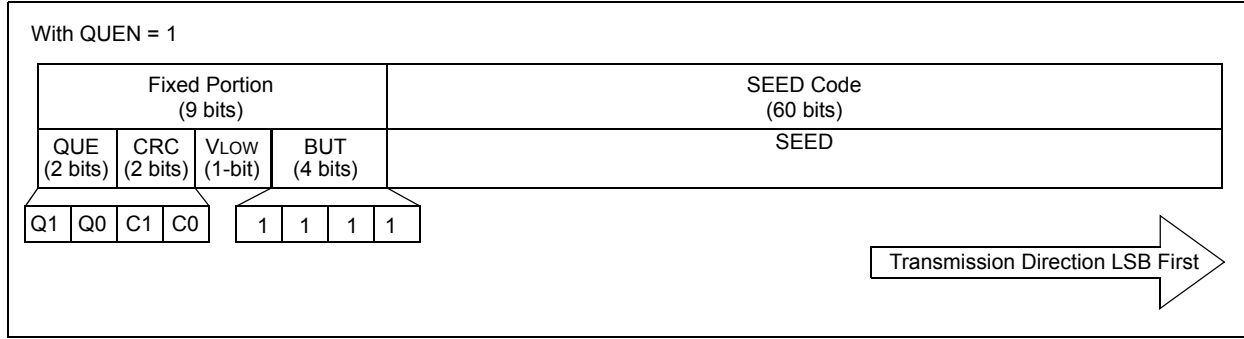 With QUEN = 1
Fixed Portion
(9 bits)
SEED Code
(60 bits)
QUE
(2 bits)
CRC
(2 bits)
VLOW
(1-bit)
BUT
(4 bits)
SEED
Q1 Q0 C1 C0 1 1 1 1
Transmission Direction LSB First